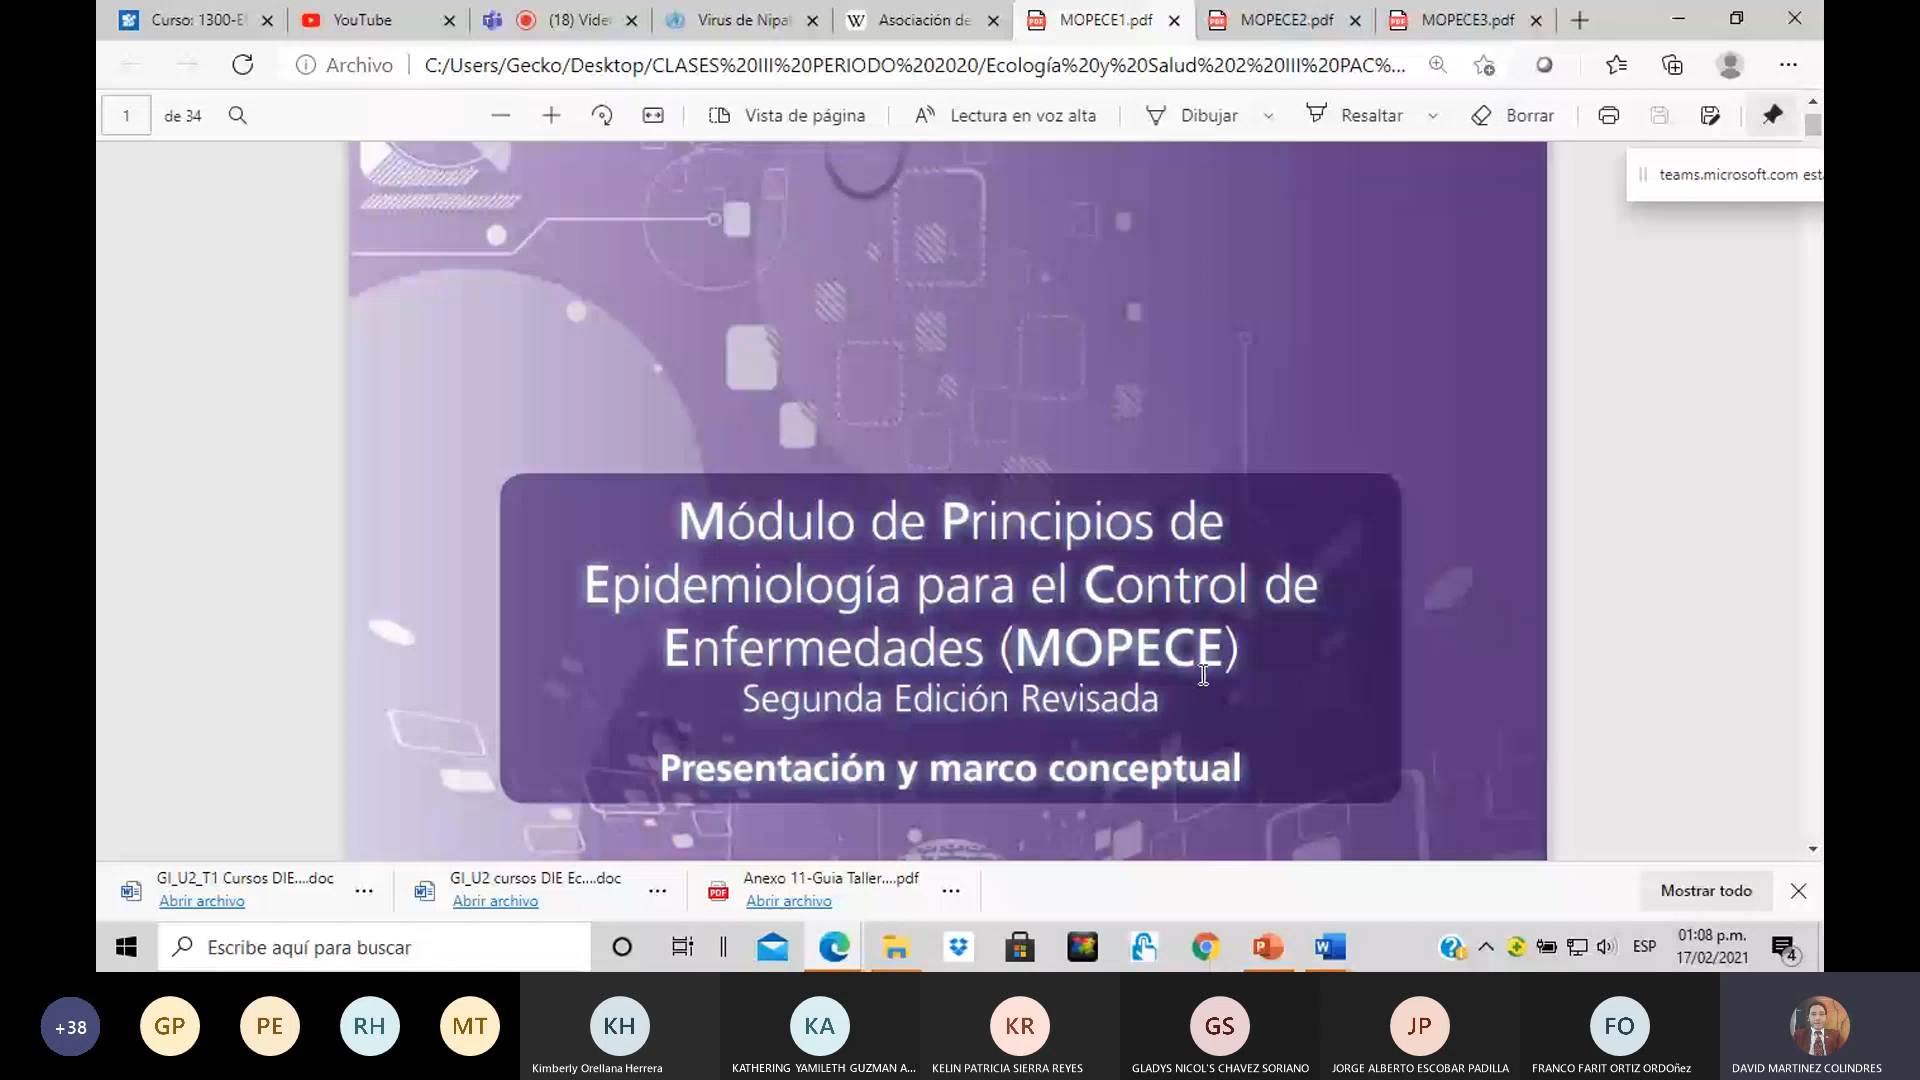 Curso: 1300-E
YouTube
(18) Vide
Virus de Nipa
Asociación de
MOPECE1.pdf
MOPECE2.pdf
MOPECE3.pdf
Archivo
C:/Users/Gecko/Desktop/CLASES%20III%20PERIODO%202020/Ecología%20y%20Salud%202%20III%20PAC%...
1 de 34
Vista de página
Lectura en voz alta
Dibujar
Resaltar
Borrar
teams.microsoft.com est
Módulo de Principios de
Epidemiología para el Control de
Enfermedades (MOPECE)
Segunda Edición Revisada
Presentación y marco conceptual
GI_U2_T1 Cursos DIE....doc
Abrir archivo
GI_U2 cursos DIE Ec....doc
Abrir archivo
Anexo 11-Guia Taller....pdf
Abrir archivo
Mostrar todo
Escribe aquí para buscar
ESP
01:08 p.m.
17/02/2021
4
+38
GP
PE
RH
MT
KH
KA
KR
GS
JP
FO
Kimberly Orellana Herrera
KATHERING YAMILETH GUZMAN A...
KELIN PATRICIA SIERRA REYES
GLADYS NICOL'S CHAVEZ SORIANO
JORGE ALBERTO ESCOBAR PADILLA
FRANCO FARIT ORTIZ ORDOñez
DAVID MARTINEZ COLINDRES